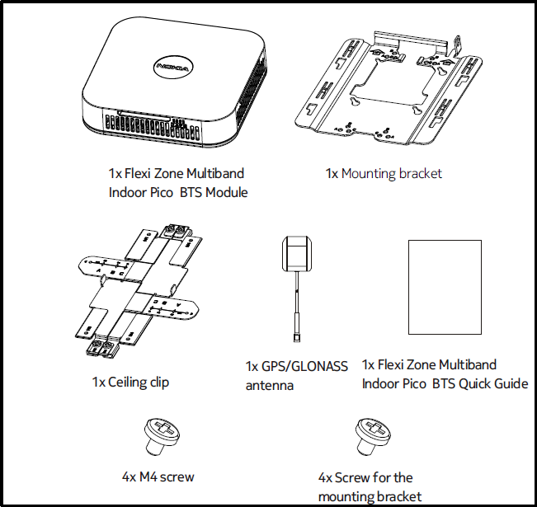 NOKIA
1x Flexi Zone Multiband
Indoor Pico BTS Module
1x Mounting bracket
1x Ceiling clip
1x GPS/GLONASS
antenna
1x Flexi Zone Multiband
Indoor Pico BTS Quick Guide
4x M4 screw
4x Screw for the
mounting bracket